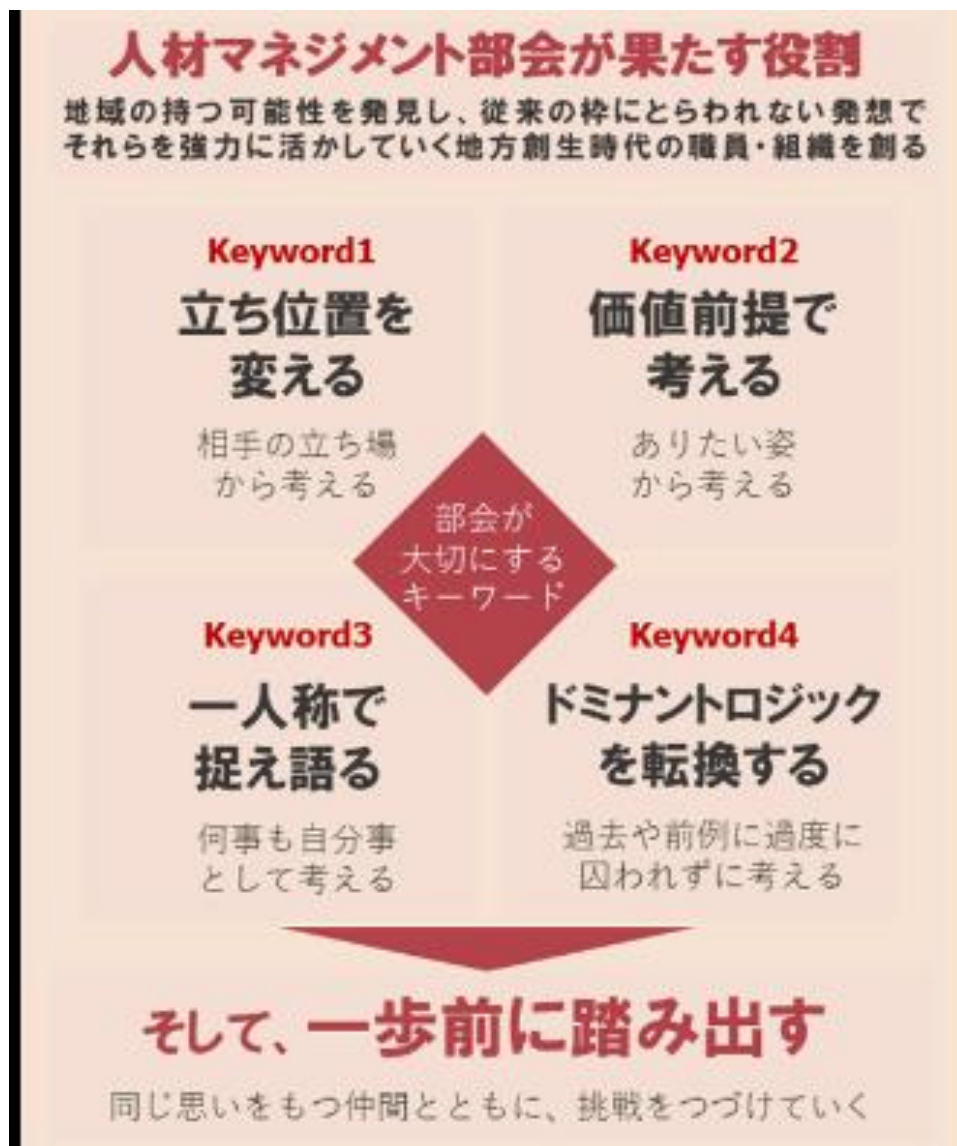 人材マネジメント部会が果たす役割
地域の持つ可能性を発見し、従来の枠にとらわれない発想で
それらを強力に活かしていく地方創生時代の職員・組織を創る
Keyword1
立ち位置を
変える
相手の立ち場
から考える
Keyword2
価値前提で
考える
ありたい姿
から考える
部会が
大切にする
キーワード
Keyword3
一人称で
捉え語る
何事も自分事
として考える
Keyword4
ドミナントロジック
を転換する
過去や前例に過度に
囚われずに考える
そして、一歩前に踏み出す
同じ思いをもつ仲間とともに、挑戦をつづけていく